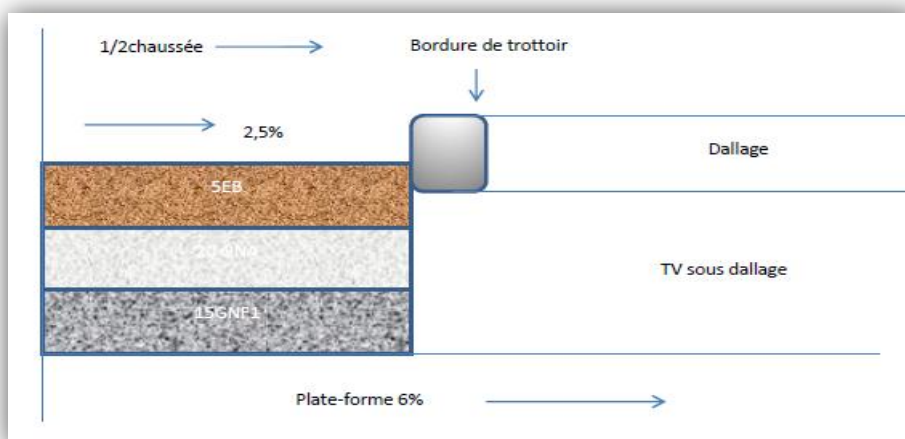 1/2chaussée
Bordure de trottoir
2,5%
Dallage
5EB
TV sous dallage
15GNF1
Plate-forme 6%